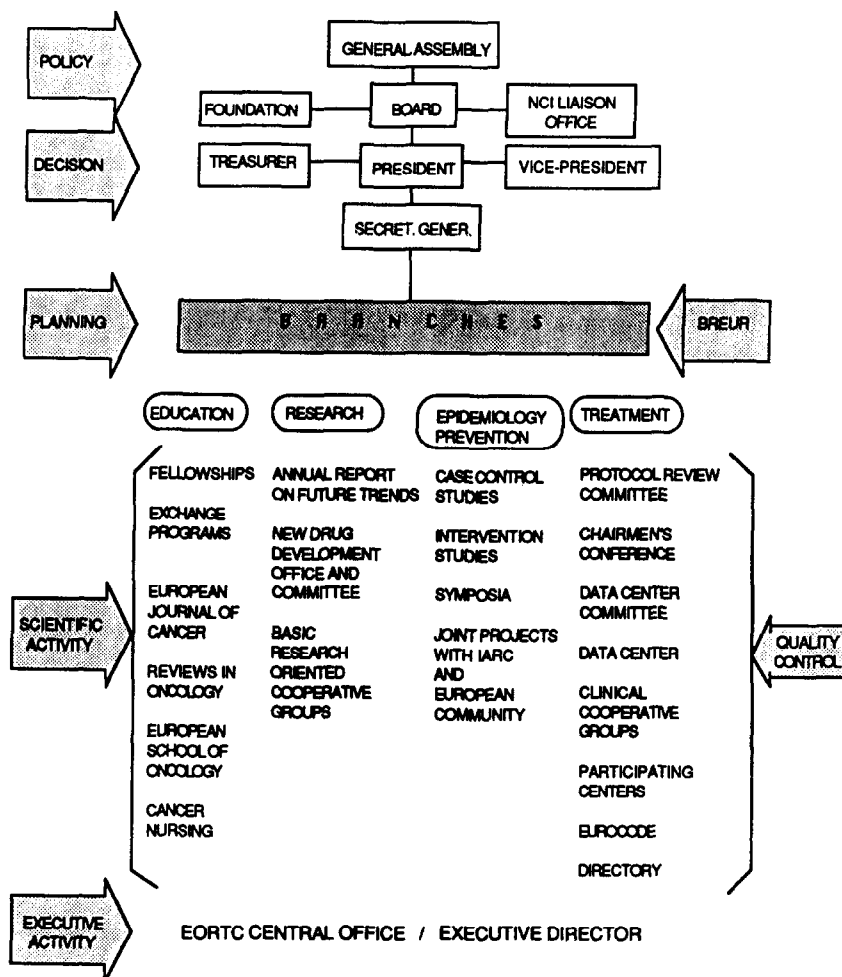 POLICY
GENERAL ASSEMBLY
FOUNDATION
BOARD
NCI LIAISON
OFFICE
DECISION
TREASURER
PRESIDENT
VICE-PRESIDENT
SECRET. GENER.
PLANNING
BRANCHES
BREUR
EDUCATION
FELLOWSHIPS
EXCHANGE
PROGRAMS
EUROPEAN
JOURNAL OF
CANCER
REVIEWS IN
ONCOLOGY
EUROPEAN
SCHOOL OF
ONCOLOGY
CANCER
NURSING
RESEARCH
ANNUAL REPORT
ON FUTURE TRENDS
NEW DRUG
DEVELOPMENT
OFFICE AND
COMMITTEE
BASIC
RESEARCH
ORIENTED
COOPERATIVE
GROUPS
EPIDEMIOLOGY
PREVENTION
CASE CONTROL
STUDIES
INTERVENTION
STUDIES
SYMPOSIA
JOINT PROJECTS
WITH IARC
AND
EUROPEAN
COMMUNITY
TREATMENT
PROTOCOL REVIEW
COMMITTEE
CHAIRMEN'S
CONFERENCE
DATA CENTER
COMMITTEE
DATA CENTER
CLINICAL
COOPERATIVE
GROUPS
PARTICIPATING
CENTERS
EUROCODE
DIRECTORY
SCIENTIFIC
ACTIVITY
QUALITY
CONTROL
EXECUTIVE
ACTIVITY
EORTC CENTRAL OFFICE / EXECUTIVE DIRECTOR